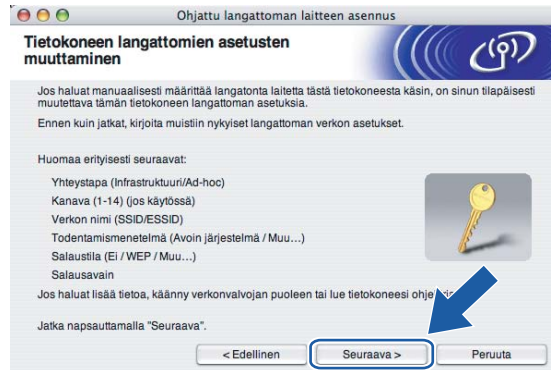 Ohjattu langattoman laitteen asennus
Tietokoneen langattomien asetusten
muuttaminen
Jos haluat manuaalisesti määrittää langatonta laitetta tästä tietokoneesta käsin, on sinun tilapäisesti
muutettava tämän tietokoneen langattoman asetuksia.
Ennen kuin jatkat, kirjoita muistiin nykyiset langattoman verkon asetukset.
Huomaa erityisesti seuraavat:
Yhteystapa (Infrastruktuuri/Ad-hoc)
Kanava (1-14) (jos käytössä)
Verkon nimi (SSID/ESSID)
Todentamismenetelmä (Avoin järjestelmä / Muu...)
Salaustila (Ei / WEP / Muu...)
Salausavain
Jos haluat lisää tietoa, käänny verkonvalvojan puoleen tai lue tietokoneesi
Jatka napsauttamalla "Seuraava".
< Edellinen Seuraava > Peruuta